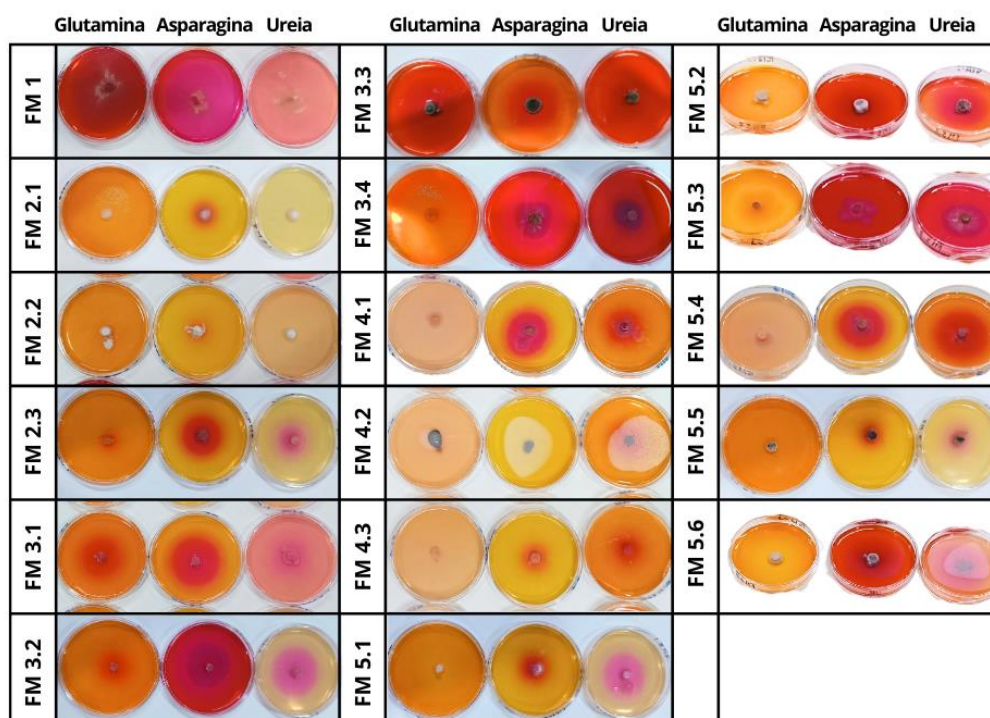 Glutamina Asparagina Ureia
Glutamina Asparagina Ureia
Glutamina Asparagina Ureia
FM 1
FM 2.1
FM 2.2
FM 2.3
FM 3.1
FM 3.2
FM 3.3
FM 3.4
FM 4.1
FM 4.2
FM 4.3
FM 5.1
FM 5.2
FM 5.3
FM 5.4
FM 5.5
FM 5.6